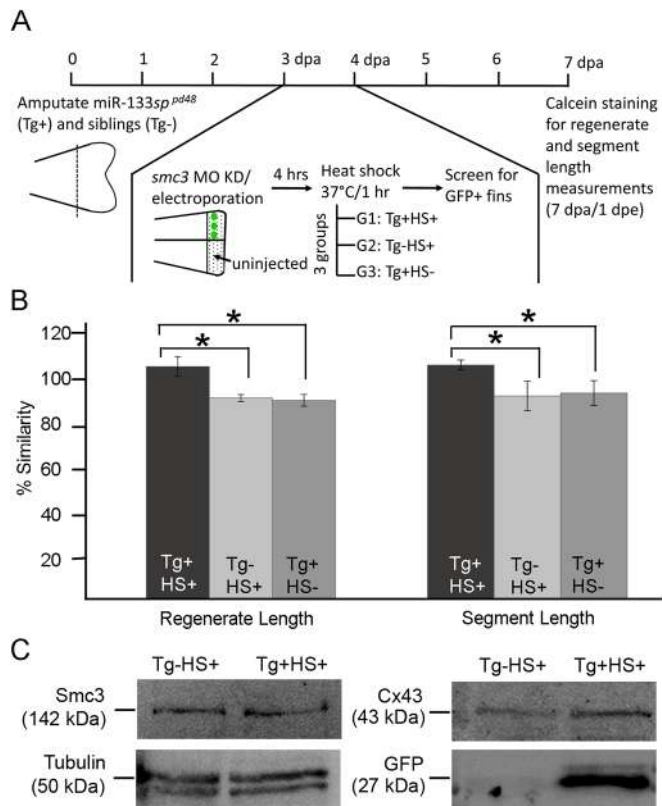 A
0 1 2 3 dpa 4 dpa 5 6 7 dpa
Amputate miR-133sp pd48
(Tg+) and siblings (Tg-)
smc3 MO KD/
electroporation
uninjected
4 hrs
Heat shock
37°C/1 hr
3 groups
G1: Tg+HS+
G2: Tg-HS+
G3: Tg+HS-
Screen for
GFP+ fins
Calcein staining
for regenerate
and segment
length
measurements
(7 dpa/1 dpe)
B
% Similarity
120
100
80
60
40
20
* *
Tg+ HS+
Tg- HS+
Tg+ HS-
Regenerate Length
* *
Tg+ HS+
Tg- HS+
Tg+ HS-
Segment Length
C
Tg-HS+ Tg+HS+
Smc3
(142 kDa)
Tubulin
(50 kDa)
Tg-HS+ Tg+HS+
Cx43
(43 kDa)
GFP
(27 kDa)